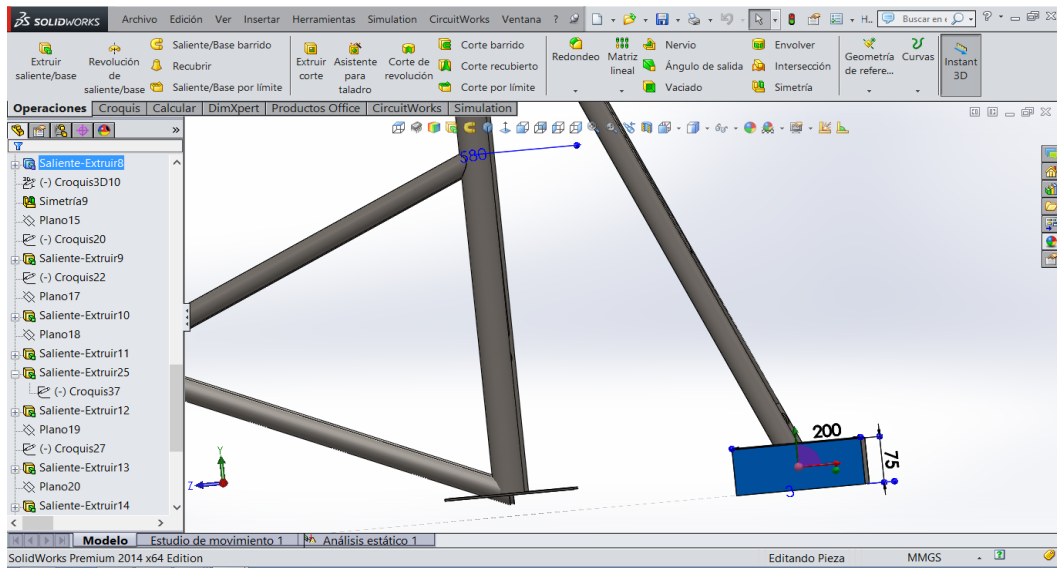 SOLIDWORKS Archivo Edición Ver Insertar Herramientas Simulation CircuitWorks Ventana ? H... Buscar en ?
Extruir saliente/base
Revolución de saliente/base
Saliente/Base barrido
Recubrir
Saliente/Base por límite
Extruir corte
Asistente para taladro
Corte de revolución
Corte barrido
Corte recubierto
Corte por límite
Redondeo
Matriz lineal
Nervio
Ángulo de salida
Vaciado
Envolver
Intersección
Simetría
Geometría de refere...
Curvas
Instant 3D
Operaciones Croquis Calcular DimXpert Productos Office CircuitWorks Simulation
»
Saliente-Extruir8
(-) Croquis3D10
Simetría9
Plano15
(-) Croquis20
Saliente-Extruir9
(-) Croquis22
Plano17
Saliente-Extruir10
Plano18
Saliente-Extruir11
Saliente-Extruir25
(-) Croquis37
Saliente-Extruir12
Plano19
(-) Croquis27
Saliente-Extruir13
Plano20
Saliente-Extruir14
580
200
75
3
Y
Z
Modelo Estudio de movimiento 1 Análisis estático 1
SolidWorks Premium 2014 x64 Edition Editando Pieza MMGS ?